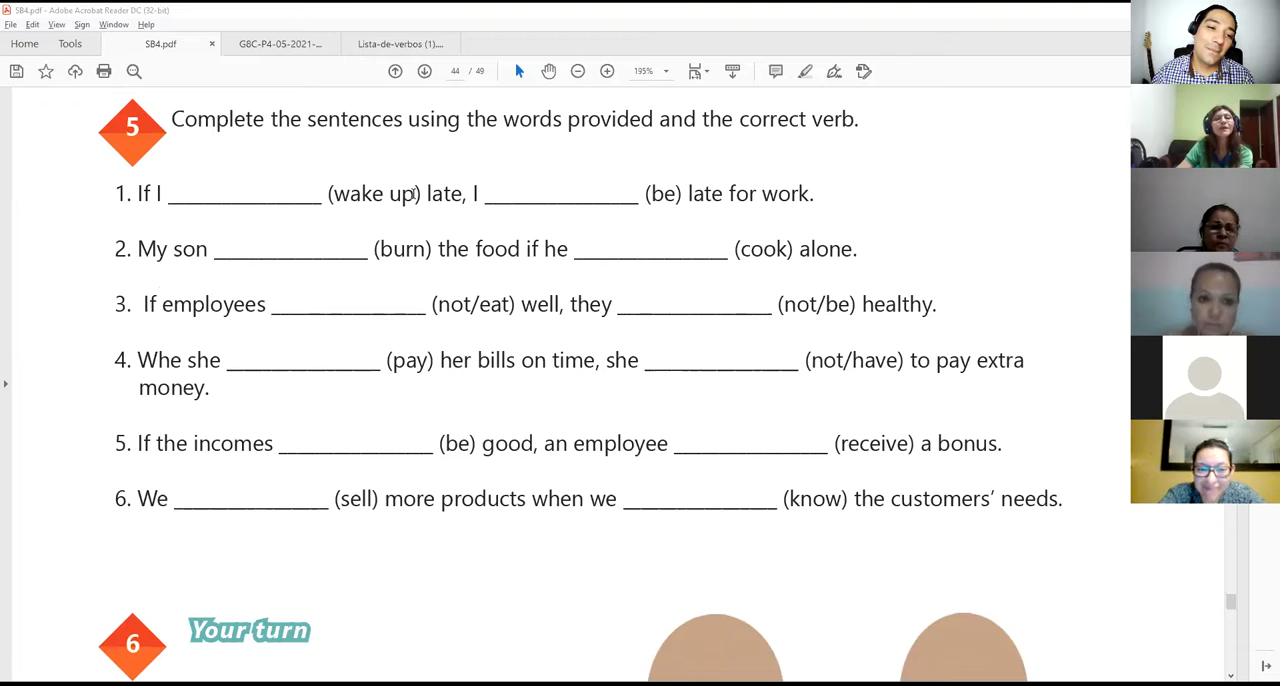 SB4.pdf - Adobe Acrobat Reader DC (32-bit)
File Edit View Sign Window Help
Home Tools SB4.pdf × G8C-P4-05-2021-... Lista-de-verbos (1)....
44 / 49 195%
5 Complete the sentences using the words provided and the correct verb.
1. If I _______________ (wake up) late, I _______________ (be) late for work.
2. My son _______________ (burn) the food if he _______________ (cook) alone.
3. If employees _______________ (not/eat) well, they _______________ (not/be) healthy.
4. Whe she _______________ (pay) her bills on time, she _______________ (not/have) to pay extra
money.
5. If the incomes _______________ (be) good, an employee _______________ (receive) a bonus.
6. We _______________ (sell) more products when we _______________ (know) the customers’ needs.
6 Your turn